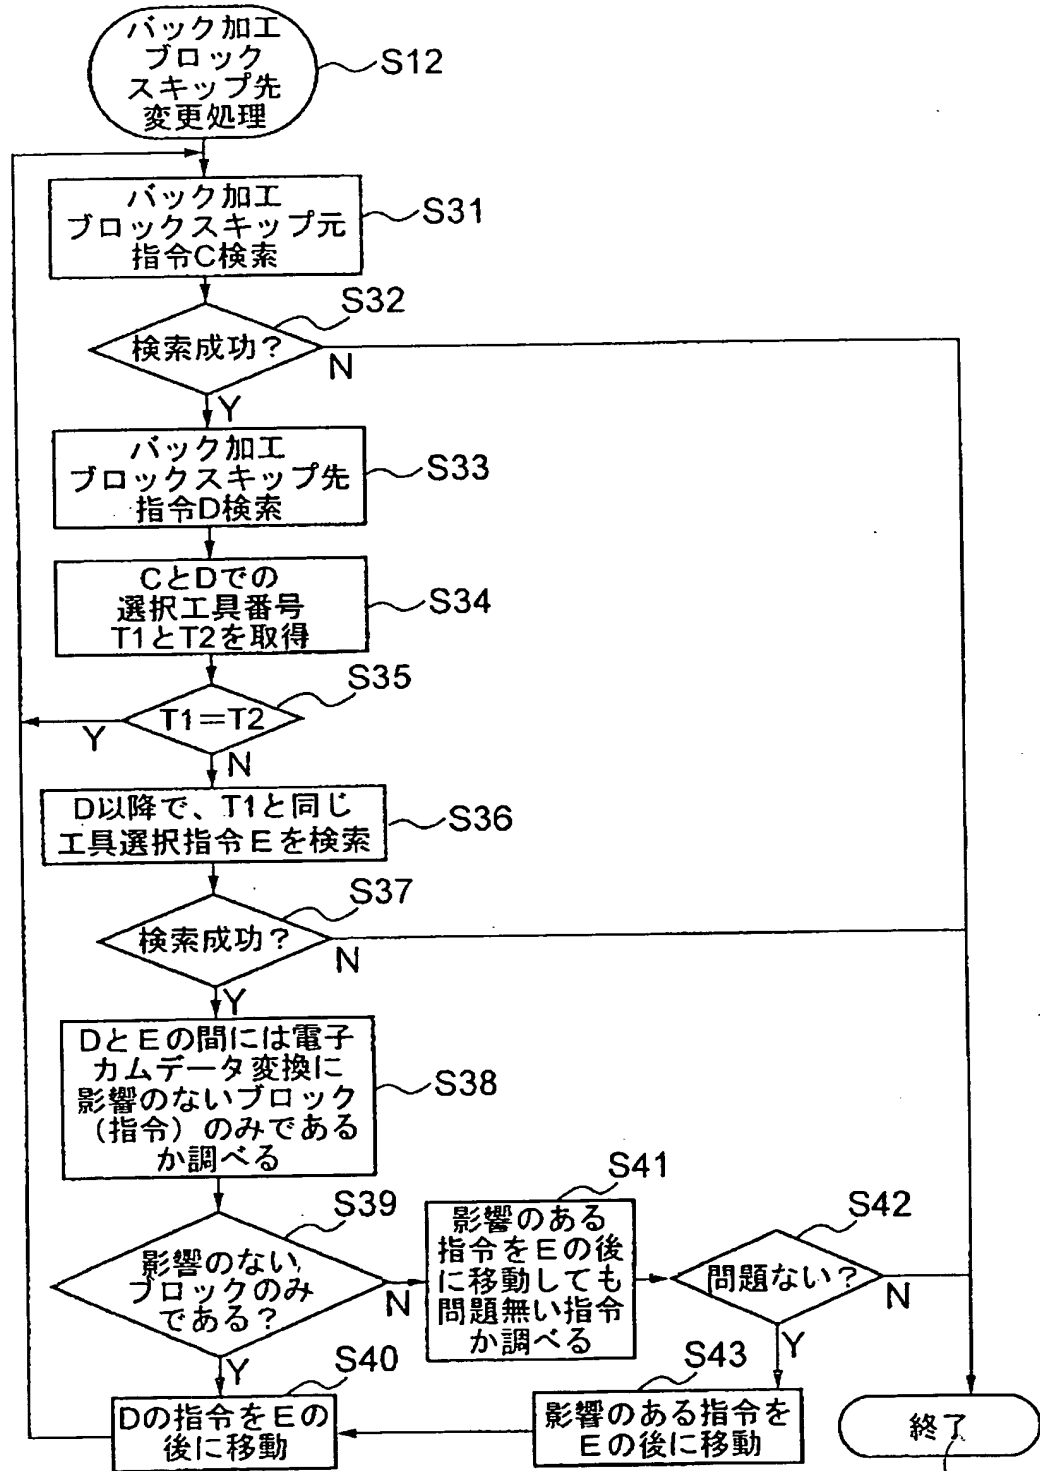 バック加工
ブロック
スキップ先
変更処理
S12
バック加工
ブロックスキップ元
指令C検索
S31
S32
検索成功？
N
Y
バック加工
ブロックスキップ先
指令D検索
S33
CとDでの
選択工具番号
T1とT2を取得
S34
S35
T1＝T2
Y
N
D以降で、T1と同じ
工具選択指令Eを検索
S36
S37
検索成功？
N
Y
DとEの間には電子
カムデータ変換に
影響のないブロック
（指令）のみである
か調べる
S38
S39
影響のない
ブロックのみ
である？
N
Y
S41
影響のある
指令をEの後
に移動しても
問題無い指令
か調べる
S42
問題ない？
N
Y
S40
Dの指令をEの
後に移動
S43
影響のある指令を
Eの後に移動
終了